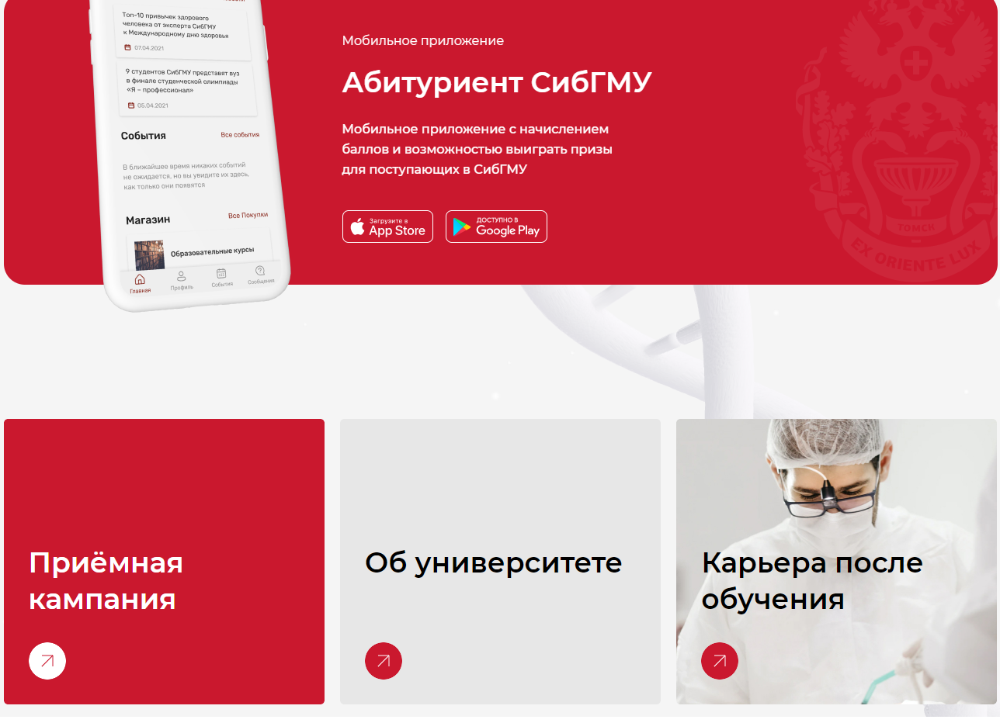 Топ-10 привычек здорового
человека от эксперта СибГМУ
к Международному дню здоровья
07.04.2021
9 студентов СибГМУ представят вуз
в финале студенческой олимпиады
«Я – профессионал»
05.04.2021
События
Все события
В ближайшее время никаких событий
не ожидается, но вы увидите их здесь,
как только они появятся
Магазин
Все Покупки
Образовательные курсы
Главная
Профиль
События
Сообщения
Мобильное приложение
Абитуриент СибГМУ
Мобильное приложение с начислением
баллов и возможностью выиграть призы
для поступающих в СибГМУ
Загрузите в
App Store
ДОСТУПНО В
Google Play
ТОМСК
EX ORIENTE LUX
Приёмная
кампания
Об университете
Карьера после
обучения